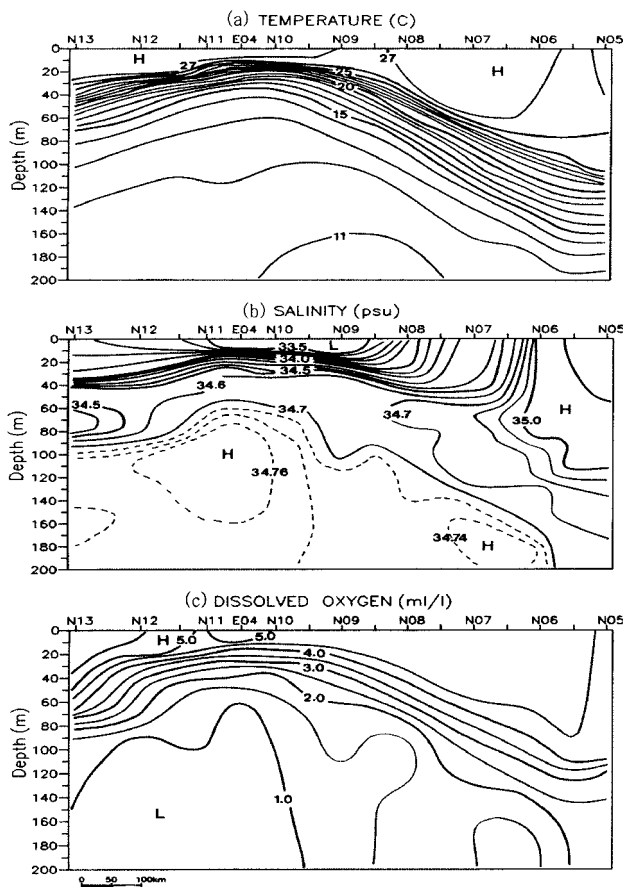 (a) TEMPERATURE (C)
N13 N12 N11 E04 N10 N09 N08 N07 N06 N05
Depth (m)
0
20
40
60
80
100
120
140
160
180
200
H 27 27 H
25
20
15
11
(b) SALINITY (psu)
N13 N12 N11 E04 N10 N09 N08 N07 N06 N05
Depth (m)
0
20
40
60
80
100
120
140
160
180
200
33.5 L
34.0
34.5
34.6
34.5 34.7 34.7 35.0 H
H 34.76
34.74 H
(c) DISSOLVED OXYGEN (ml/l)
N13 N12 N11 E04 N10 N09 N08 N07 N06 N05
Depth (m)
0
20
40
60
80
100
120
140
160
180
200
H 5.0 5.0
4.0
3.0
2.0
1.0
L
0 50 100km